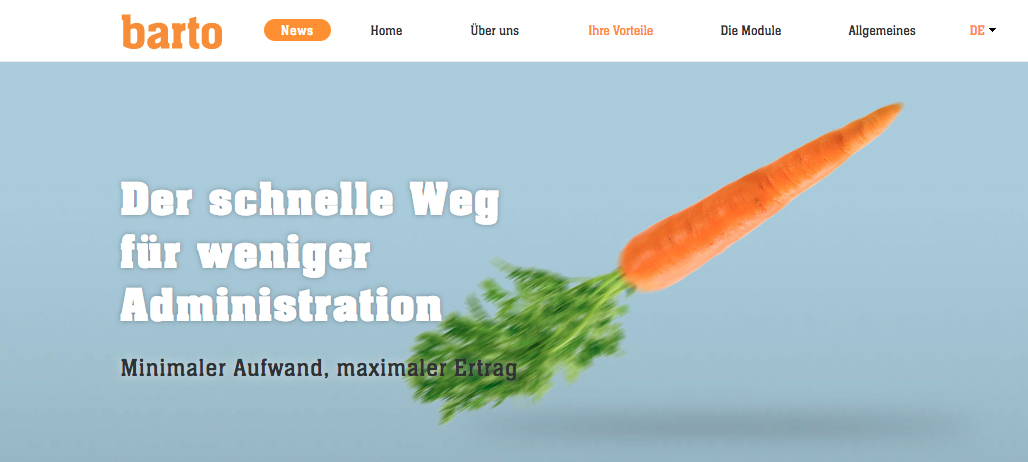 barto
News
Home
Über uns
Ihre Vorteile
Die Module
Allgemeines
DE
Der schnelle Weg
für weniger
Administration
Minimaler Aufwand, maximaler Ertrag